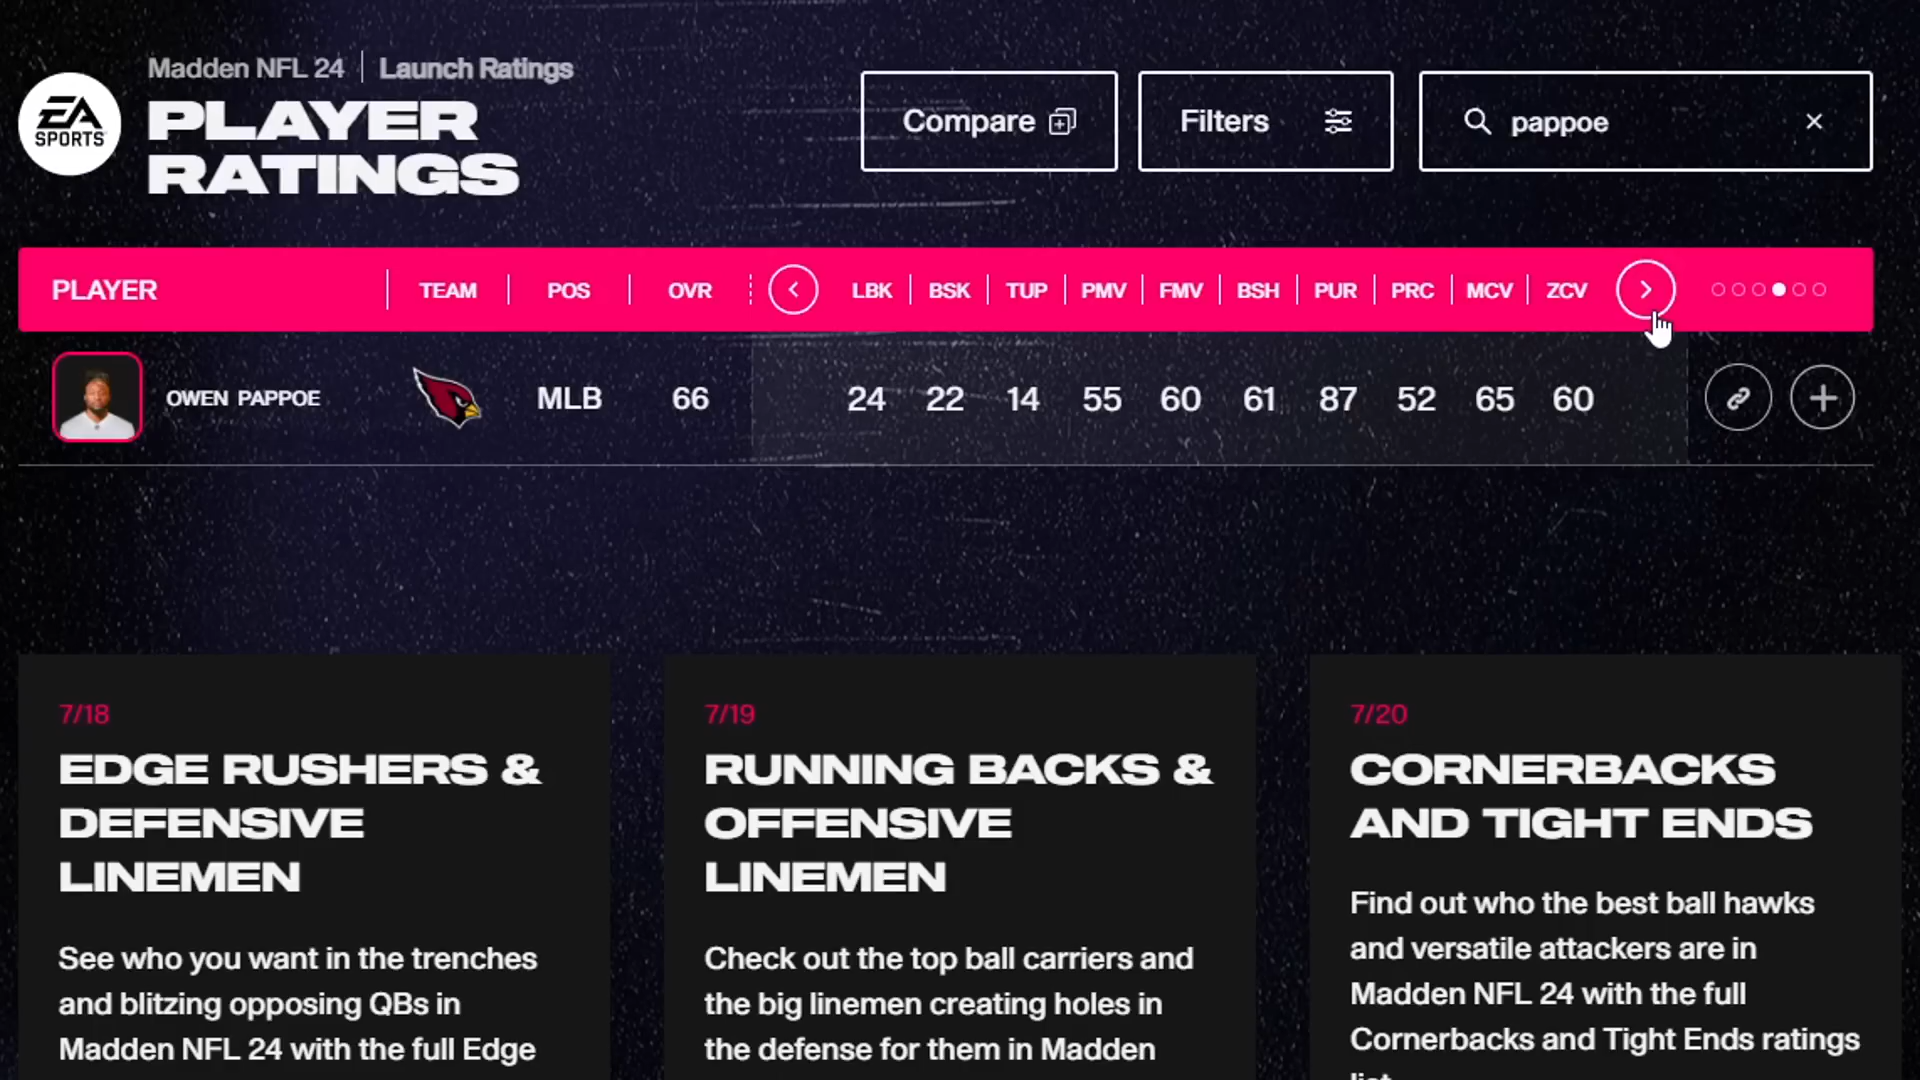 Madden NFL 24 Launch Ratings
EA SPORTS
PLAYER
RATINGS
Compare
Filters
pappoe
PLAYER TEAM POS OVR LBK BSK TUP PMV FMV BSH PUR PRC MCV ZCV
OWEN PAPPOE MLB 66 24 22 14 55 60 61 87 52 65 60
7/18
EDGE RUSHERS &
DEFENSIVE
LINEMEN
See who you want in the trenches
and blitzing opposing QBs in
Madden NFL 24 with the full Edge
7/19
RUNNING BACKS &
OFFENSIVE
LINEMEN
Check out the top ball carriers and
the big linemen creating holes in
the defense for them in Madden
7/20
CORNERBACKS
AND TIGHT ENDS
Find out who the best ball hawks
and versatile attackers are in
Madden NFL 24 with the full
Cornerbacks and Tight Ends ratings